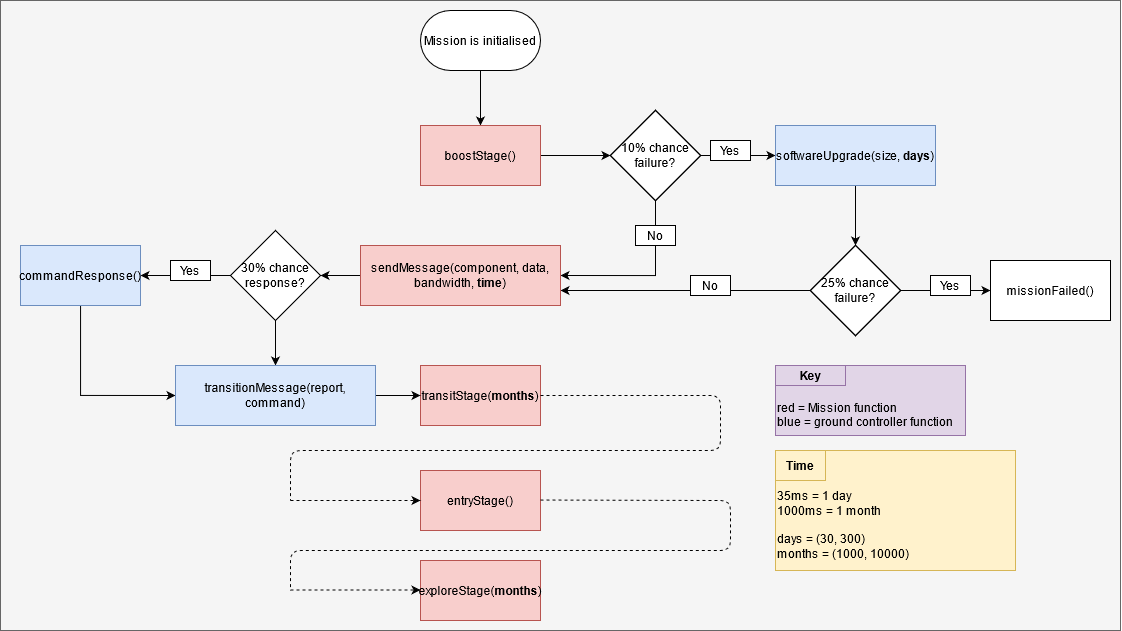 Mission is initialised
boostStage()
10% chance
failure?
Yes
softwareUpgrade(size, days)
No
commandResponse()
Yes
30% chance
response?
sendMessage(component, data,
bandwidth, time)
No
25% chance
failure?
Yes
missionFailed()
transitionMessage(report,
command)
transitStage(months)
Key
red = Mission function
blue = ground controller function
entryStage()
Time
35ms = 1 day
1000ms = 1 month
days = (30, 300)
months = (1000, 10000)
exploreStage(months)